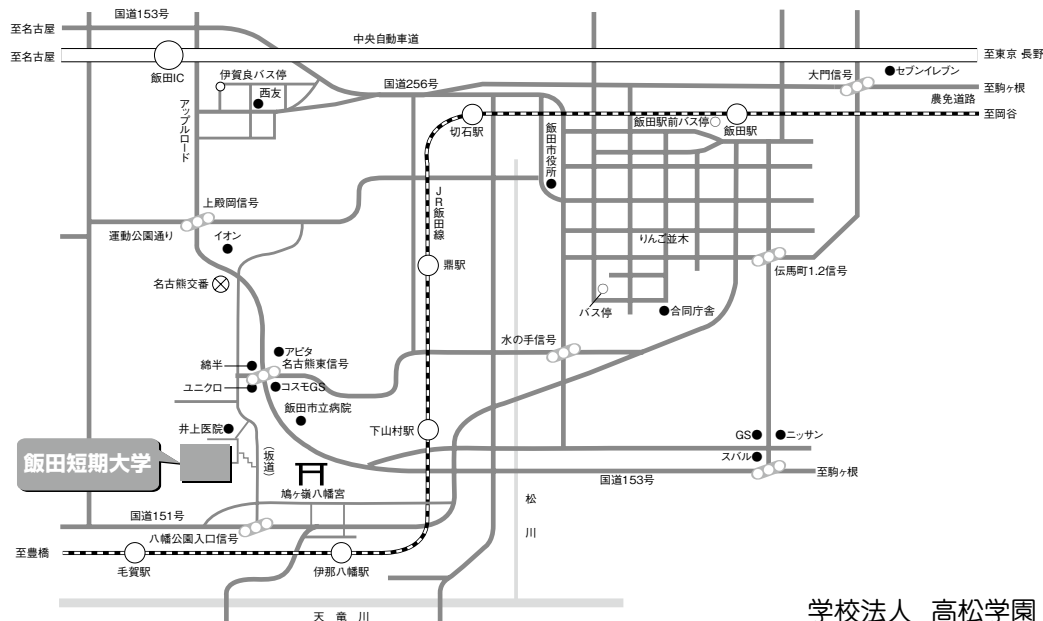 国道153号
至名古屋
中央自動車道
至名古屋
至東京 長野
飯田IC
伊賀良バス停
西友
国道256号
大門信号
セブンイレブン
至駒ヶ根
農免道路
アップルロード
切石駅
飯田市役所
飯田駅前バス停
飯田駅
至岡谷
JR飯田線
上殿岡信号
運動公園通り
イオン
りんご並木
鼎駅
伝馬町1.2信号
名古熊交番
バス停
合同庁舎
水の手信号
アピタ
綿半
名古熊東信号
ユニクロ
コスモGS
飯田市立病院
井上医院
下山村駅
GS
ニッサン
飯田短期大学
(坂道)
スバル
至駒ヶ根
鳩ヶ嶺八幡宮
国道153号
松川
国道151号
八幡公園入口信号
至豊橋
毛賀駅
伊那八幡駅
天竜川
学校法人 高松学園